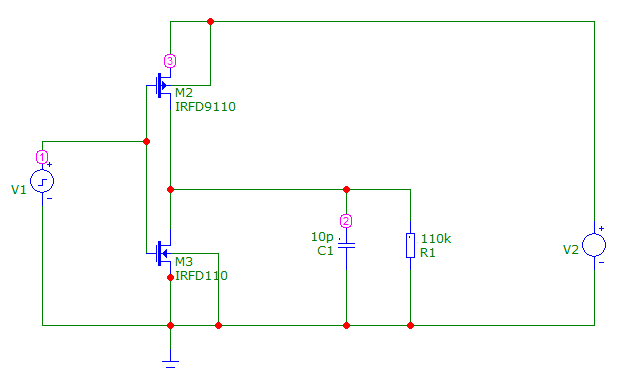 3
M2
IRFD9110
1
V1
+
−
2
10p
C1
110k
R1
+
V2
−
M3
IRFD110